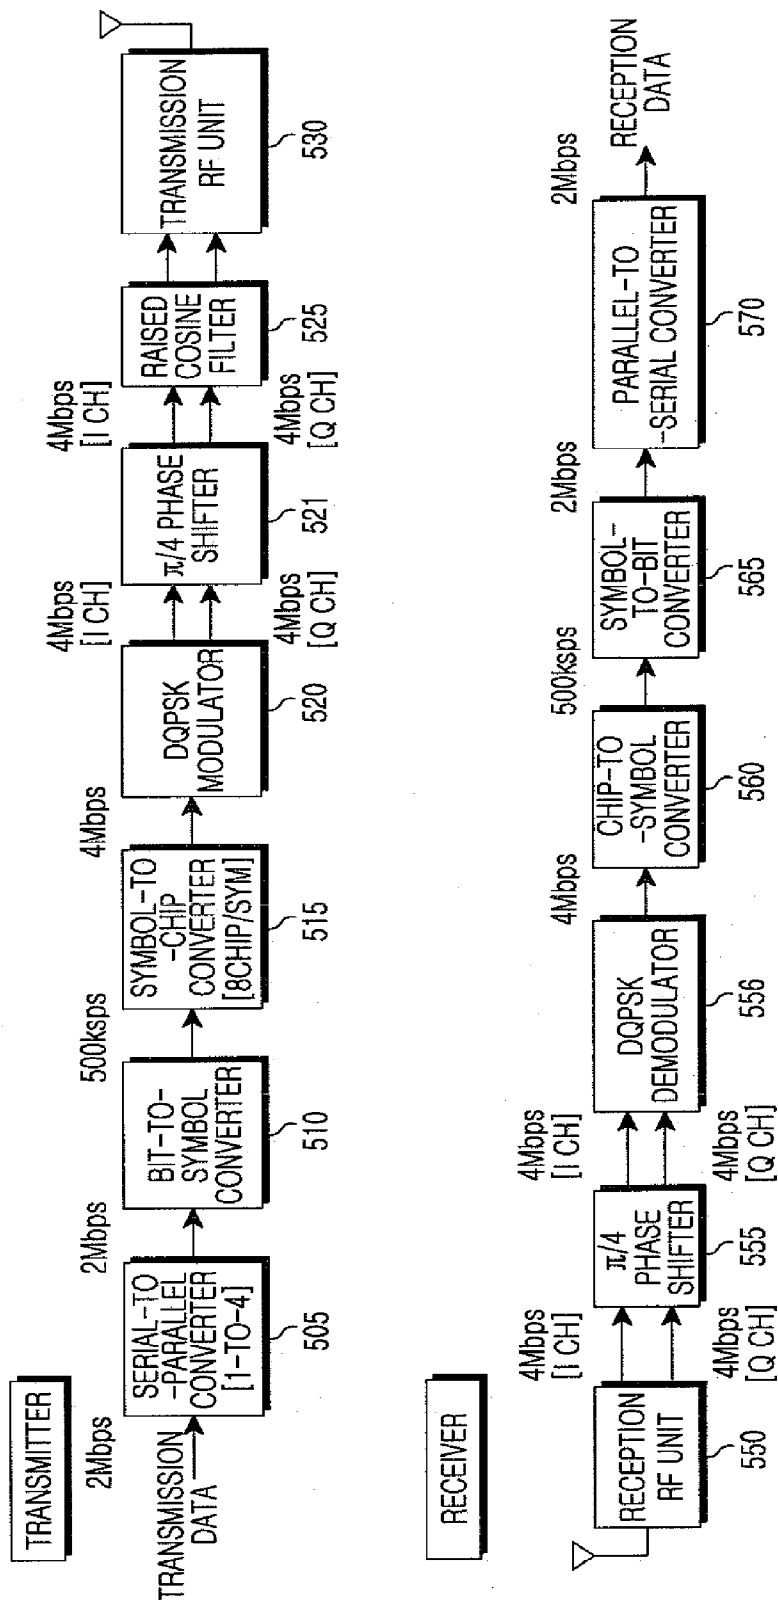 TRANSMITTER
TRANSMISSION
DATA
2Mbps
SERIAL-TO
-PARALLEL
CONVERTER
[1-TO-4]
505
2Mbps
BIT-TO-
SYMBOL
CONVERTER
510
500ksps
SYMBOL-TO
-CHIP
CONVERTER
[8CHIP/SYM]
515
4Mbps
DQPSK
MODULATOR
520
4Mbps
[I CH]
4Mbps
[Q CH]
π/4 PHASE
SHIFTER
521
4Mbps
[I CH]
4Mbps
[Q CH]
RAISED
COSINE
FILTER
525
TRANSMISSION
RF UNIT
530
RECEIVER
RECEPTION
RF UNIT
550
4Mbps
[I CH]
4Mbps
[Q CH]
π/4
PHASE
SHIFTER
555
4Mbps
[I CH]
4Mbps
[Q CH]
DQPSK
DEMODULATOR
556
4Mbps
CHIP-TO
-SYMBOL
CONVERTER
560
500ksps
SYMBOL-
TO-BIT
CONVERTER
565
2Mbps
PARALLEL-TO
-SERIAL CONVERTER
570
2Mbps
RECEPTION
DATA